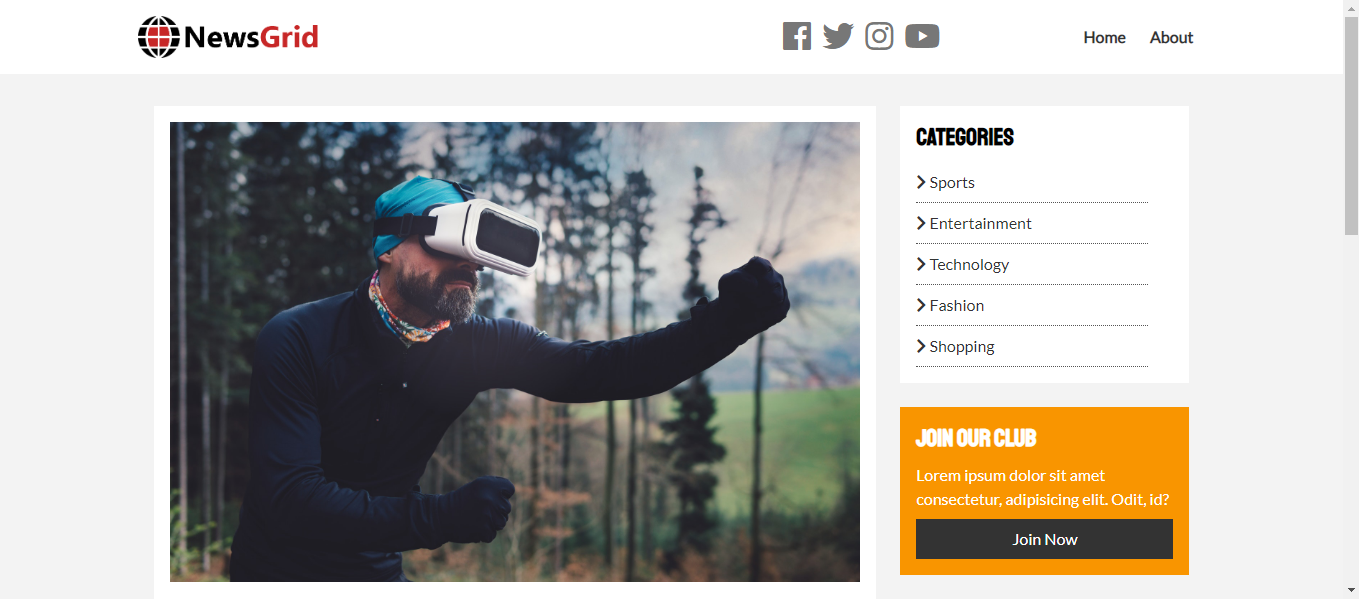 NewsGrid
Home About
CATEGORIES
Sports
Entertainment
Technology
Fashion
Shopping
JOIN OUR CLUB
Lorem ipsum dolor sit amet
consectetur, adipisicing elit. Odit, id?
Join Now